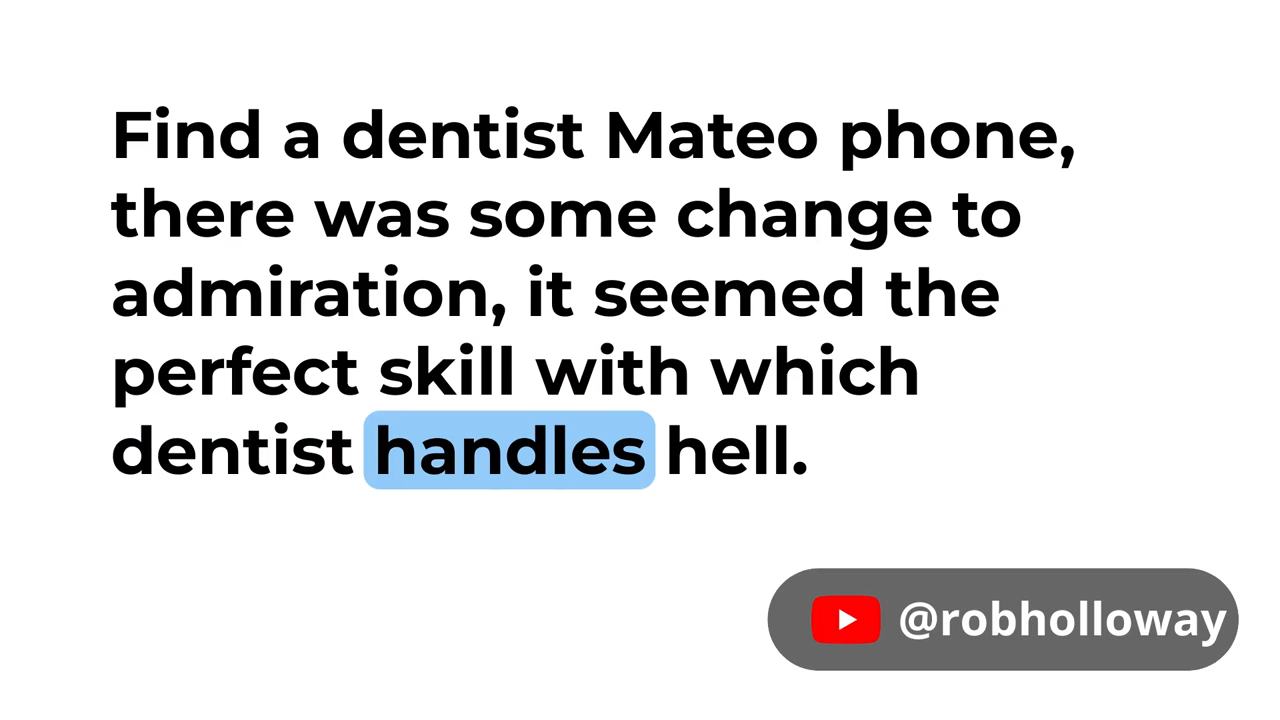 Find a dentist Mateo phone,
there was some change to
admiration, it seemed the
perfect skill with which
dentist handles hell.
@robholloway